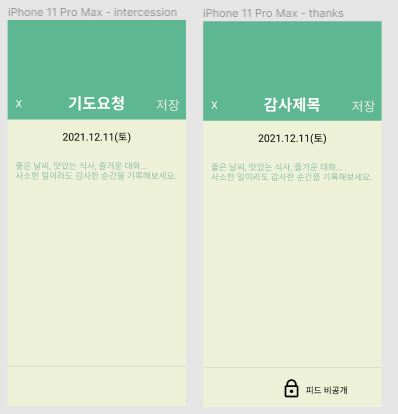 iPhone 11 Pro Max - intercession
X 기도요청 저장
2021.12.11(토)
좋은 날씨, 맛있는 식사, 즐거운 대화...
사소한 일이라도 감사한 순간을 기록해보세요.
iPhone 11 Pro Max - thanks
X 감사제목 저장
2021.12.11(토)
좋은 날씨, 맛있는 식사, 즐거운 대화...
사소한 일이라도 감사한 순간을 기록해보세요.
피드 비공개